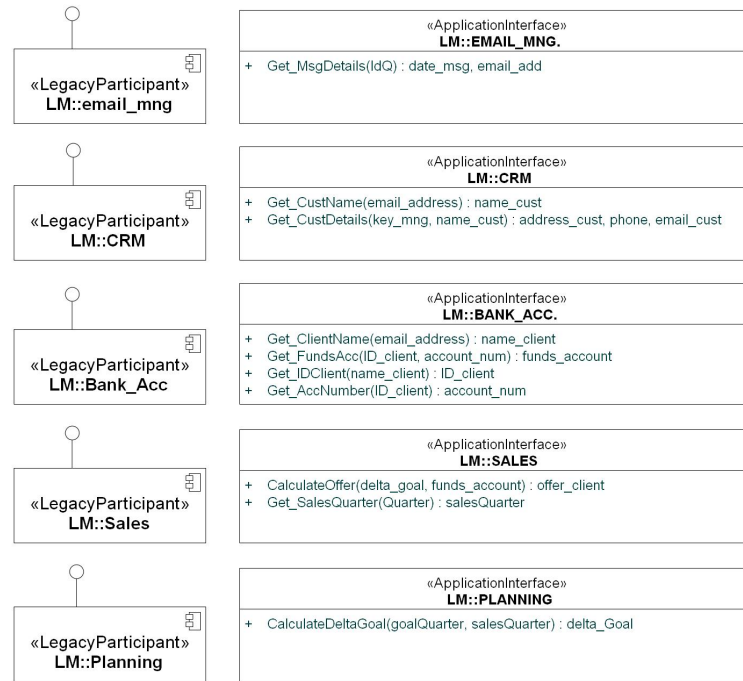 «LegacyParticipant»
LM::email_mng
«ApplicationInterface»
LM::EMAIL_MNG.
+ Get_MsgDetails(IdQ) : date_msg, email_add
«LegacyParticipant»
LM::CRM
«ApplicationInterface»
LM::CRM
+ Get_CustName(email_address) : name_cust
+ Get_CustDetails(key_mng, name_cust) : address_cust, phone, email_cust
«LegacyParticipant»
LM::Bank_Acc
«ApplicationInterface»
LM::BANK_ACC.
+ Get_ClientName(email_address) : name_client
+ Get_FundsAcc(ID_client, account_num) : funds_account
+ Get_IDClient(name_client) : ID_client
+ Get_AccNumber(ID_client) : account_num
«LegacyParticipant»
LM::Sales
«ApplicationInterface»
LM::SALES
+ CalculateOffer(delta_goal, funds_account) : offer_client
+ Get_SalesQuarter(Quarter) : salesQuarter
«LegacyParticipant»
LM::Planning
«ApplicationInterface»
LM::PLANNING
+ CalculateDeltaGoal(goalQuarter, salesQuarter) : delta_Goal